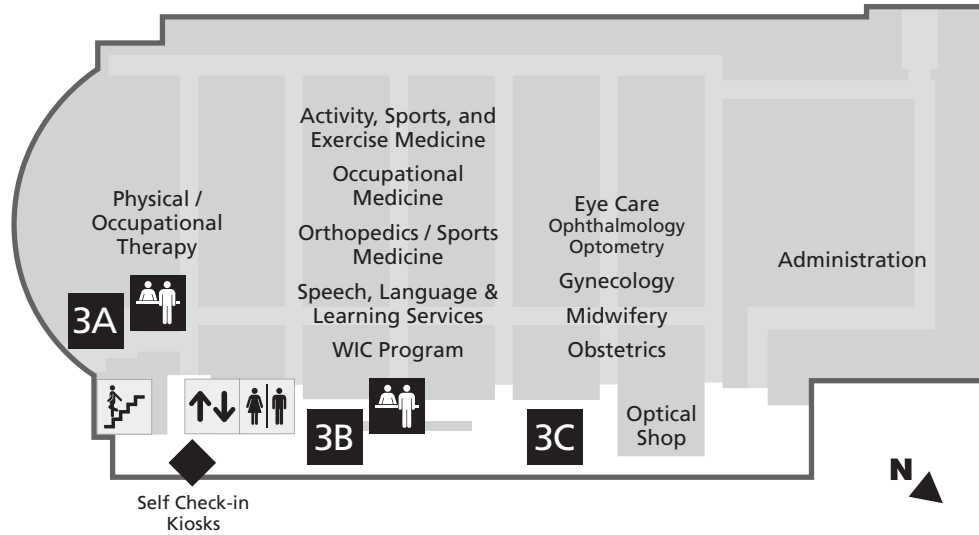 Activity, Sports, and
Exercise Medicine
Occupational
Medicine
Orthopedics / Sports
Medicine
Speech, Language &
Learning Services
WIC Program
Physical /
Occupational
Therapy
3A
Eye Care
Ophthalmology
Optometry
Gynecology
Midwifery
Obstetrics
Administration
3B
3C
Optical
Shop
Self Check-in
Kiosks
N